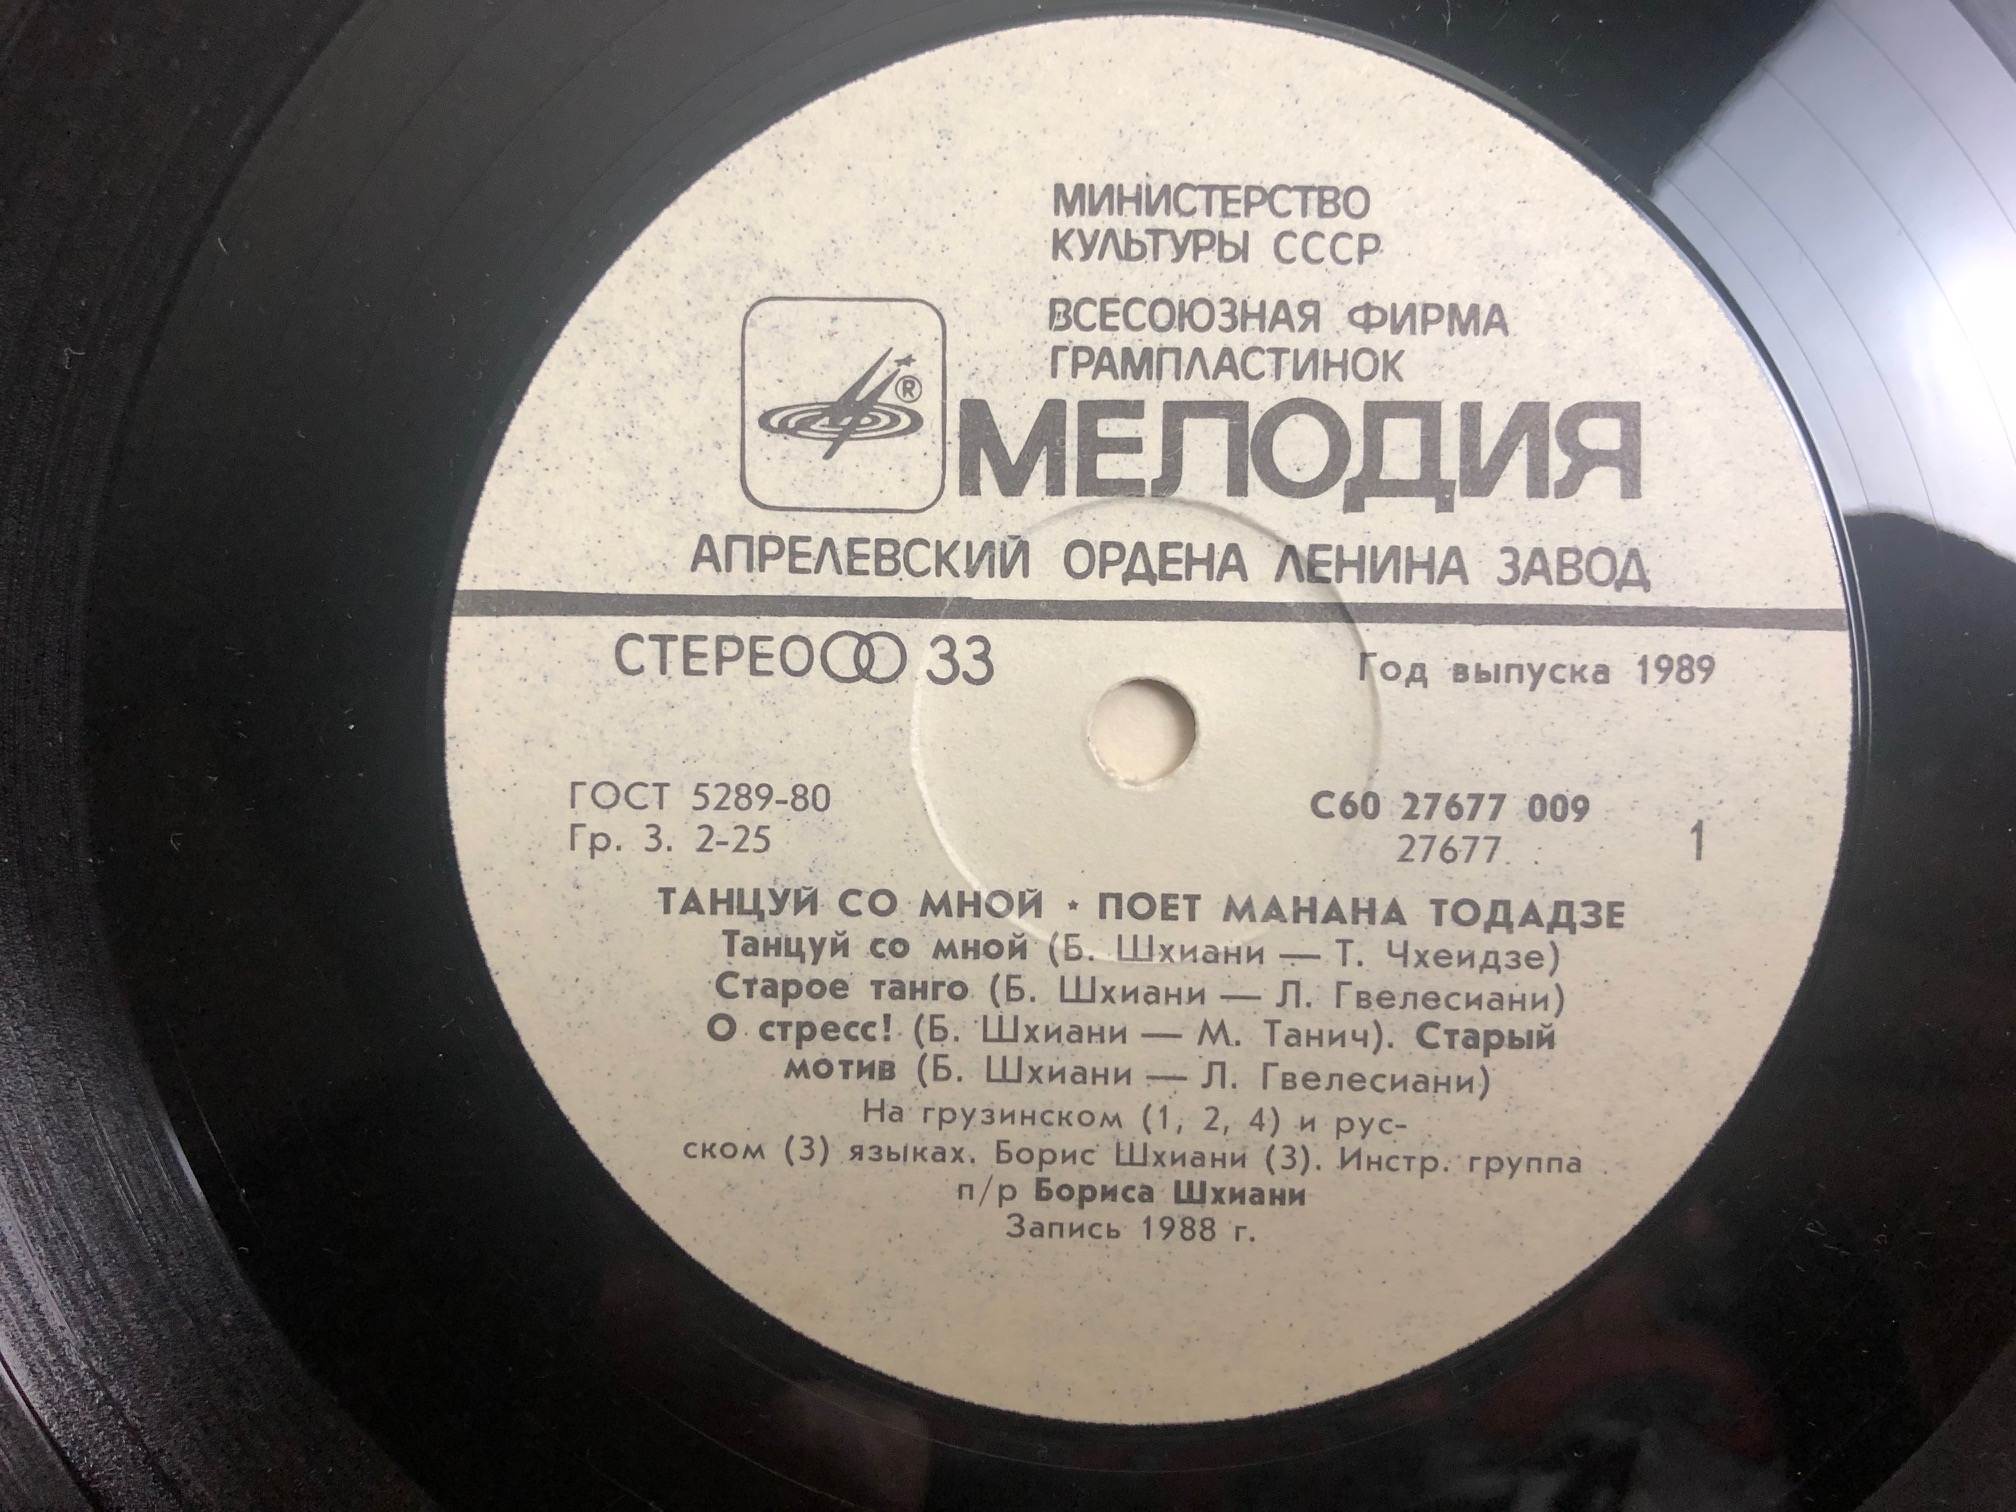 МИНИСТЕРСТВО
КУЛЬТУРЫ СССР
ВСЕСОЮЗНАЯ ФИРМА
ГРАМПЛАСТИНОК
®
МЕЛОДИЯ
АПРЕЛЕВСКИЙ ОРДЕНА ЛЕНИНА ЗАВОД
СТЕРЕО 33
Год выпуска 1989
ГОСТ 5289-80
Гр. 3. 2-25
С60 27677 009
27677
1
ТАНЦУЙ СО МНОЙ ⋆ ПОЕТ МАНАНА ТОДАДЗЕ
Танцуй со мной (Б. Шхиани — Т. Чхеидзе)
Старое танго (Б. Шхиани — Л. Гвелесиани)
О стресс! (Б. Шхиани — М. Танич). Старый
мотив (Б. Шхиани — Л. Гвелесиани)
На грузинском (1, 2, 4) и рус-
ском (3) языках. Борис Шхиани (3). Инстр. группа
п/р Бориса Шхиани
Запись 1988 г.